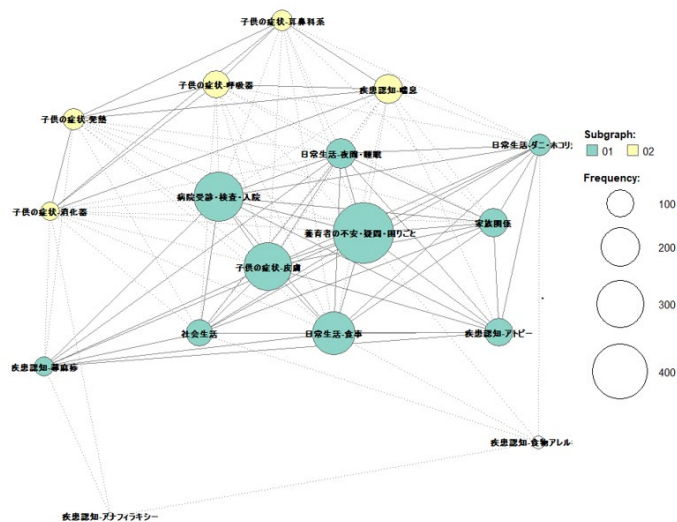 子供の症状-耳鼻科系
子供の症状-呼吸器
疾患認知-喘息
子供の症状-発熱
Subgraph:
01
02
日常生活-ダニ・ホコリ
日常生活-夜間・睡眠
Frequency:
病院受診・検査・入院
100
子供の症状-消化器
家族関係
養育者の不安・疑問・困りごと
200
子供の症状-皮膚
300
社会生活
日常生活-食事
疾患認知-アトピー
疾患認知-蕁麻疹
400
疾患認知-食物アレル
疾患認知-アナフィラキシー